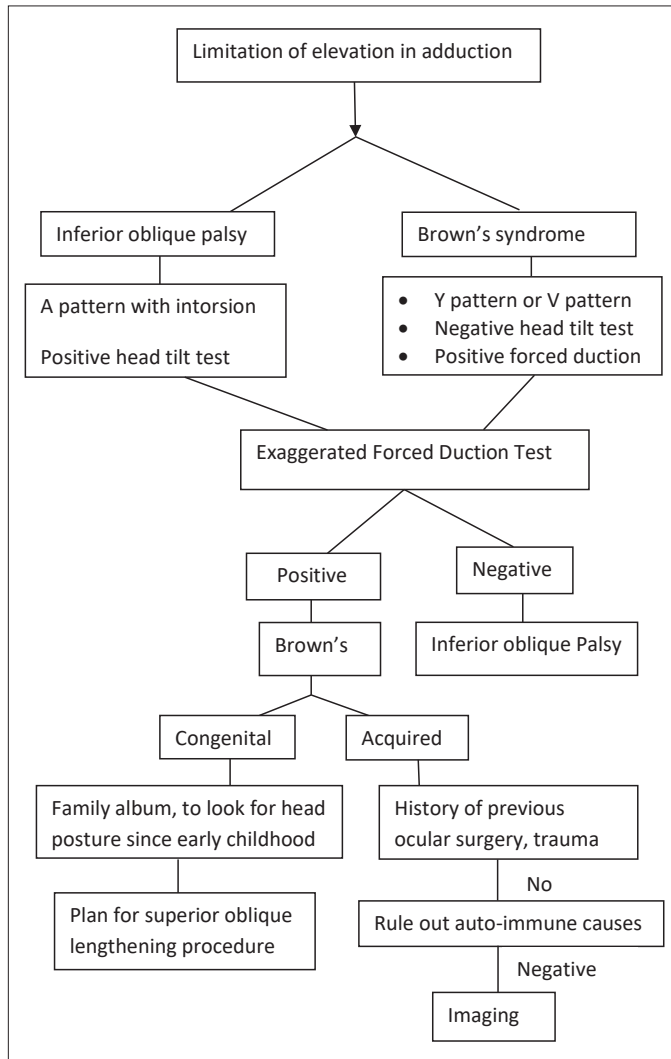 Limitation of elevation in adduction
Inferior oblique palsy
Brown’s syndrome
A pattern with intorsion
Positive head tilt test
• Y pattern or V pattern
• Negative head tilt test
• Positive forced duction
Exaggerated Forced Duction Test
Positive
Negative
Brown’s
Inferior oblique Palsy
Congenital
Acquired
Family album, to look for head
posture since early childhood
History of previous
ocular surgery, trauma
No
Plan for superior oblique
lengthening procedure
Rule out auto-immune causes
Negative
Imaging